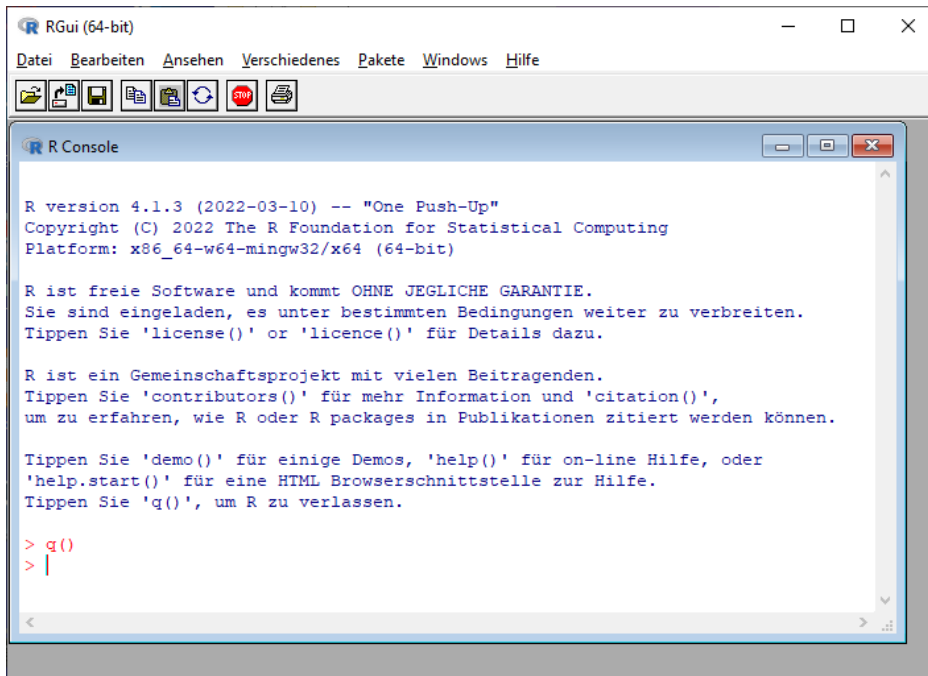 RGui (64-bit)
Datei Bearbeiten Ansehen Verschiedenes Pakete Windows Hilfe
STOP
R Console
R version 4.1.3 (2022-03-10) -- "One Push-Up"
Copyright (C) 2022 The R Foundation for Statistical Computing
Platform: x86_64-w64-mingw32/x64 (64-bit)
R ist freie Software und kommt OHNE JEGLICHE GARANTIE.
Sie sind eingeladen, es unter bestimmten Bedingungen weiter zu verbreiten.
Tippen Sie 'license()' or 'licence()' für Details dazu.
R ist ein Gemeinschaftsprojekt mit vielen Beitragenden.
Tippen Sie 'contributors()' für mehr Information und 'citation()',
um zu erfahren, wie R oder R packages in Publikationen zitiert werden können.
Tippen Sie 'demo()' für einige Demos, 'help()' für on-line Hilfe, oder
'help.start()' für eine HTML Browserschnittstelle zur Hilfe.
Tippen Sie 'q()', um R zu verlassen.
> q()
>